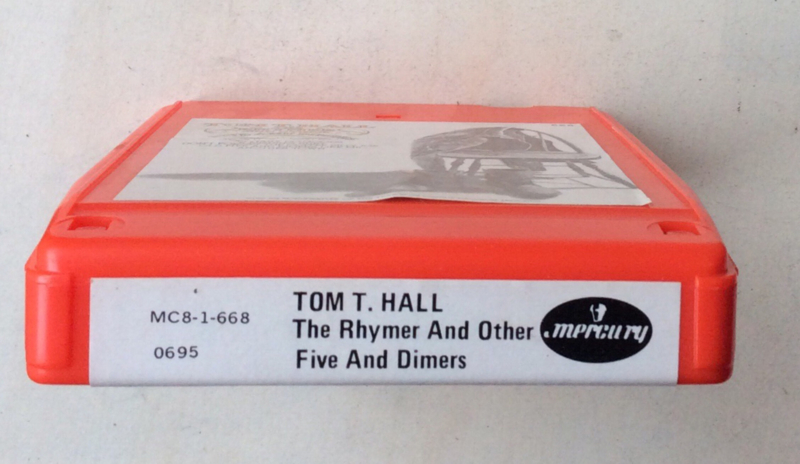 MC8-1-668
0695
TOM T. HALL
The Rhymer And Other
Five And Dimers
mercury